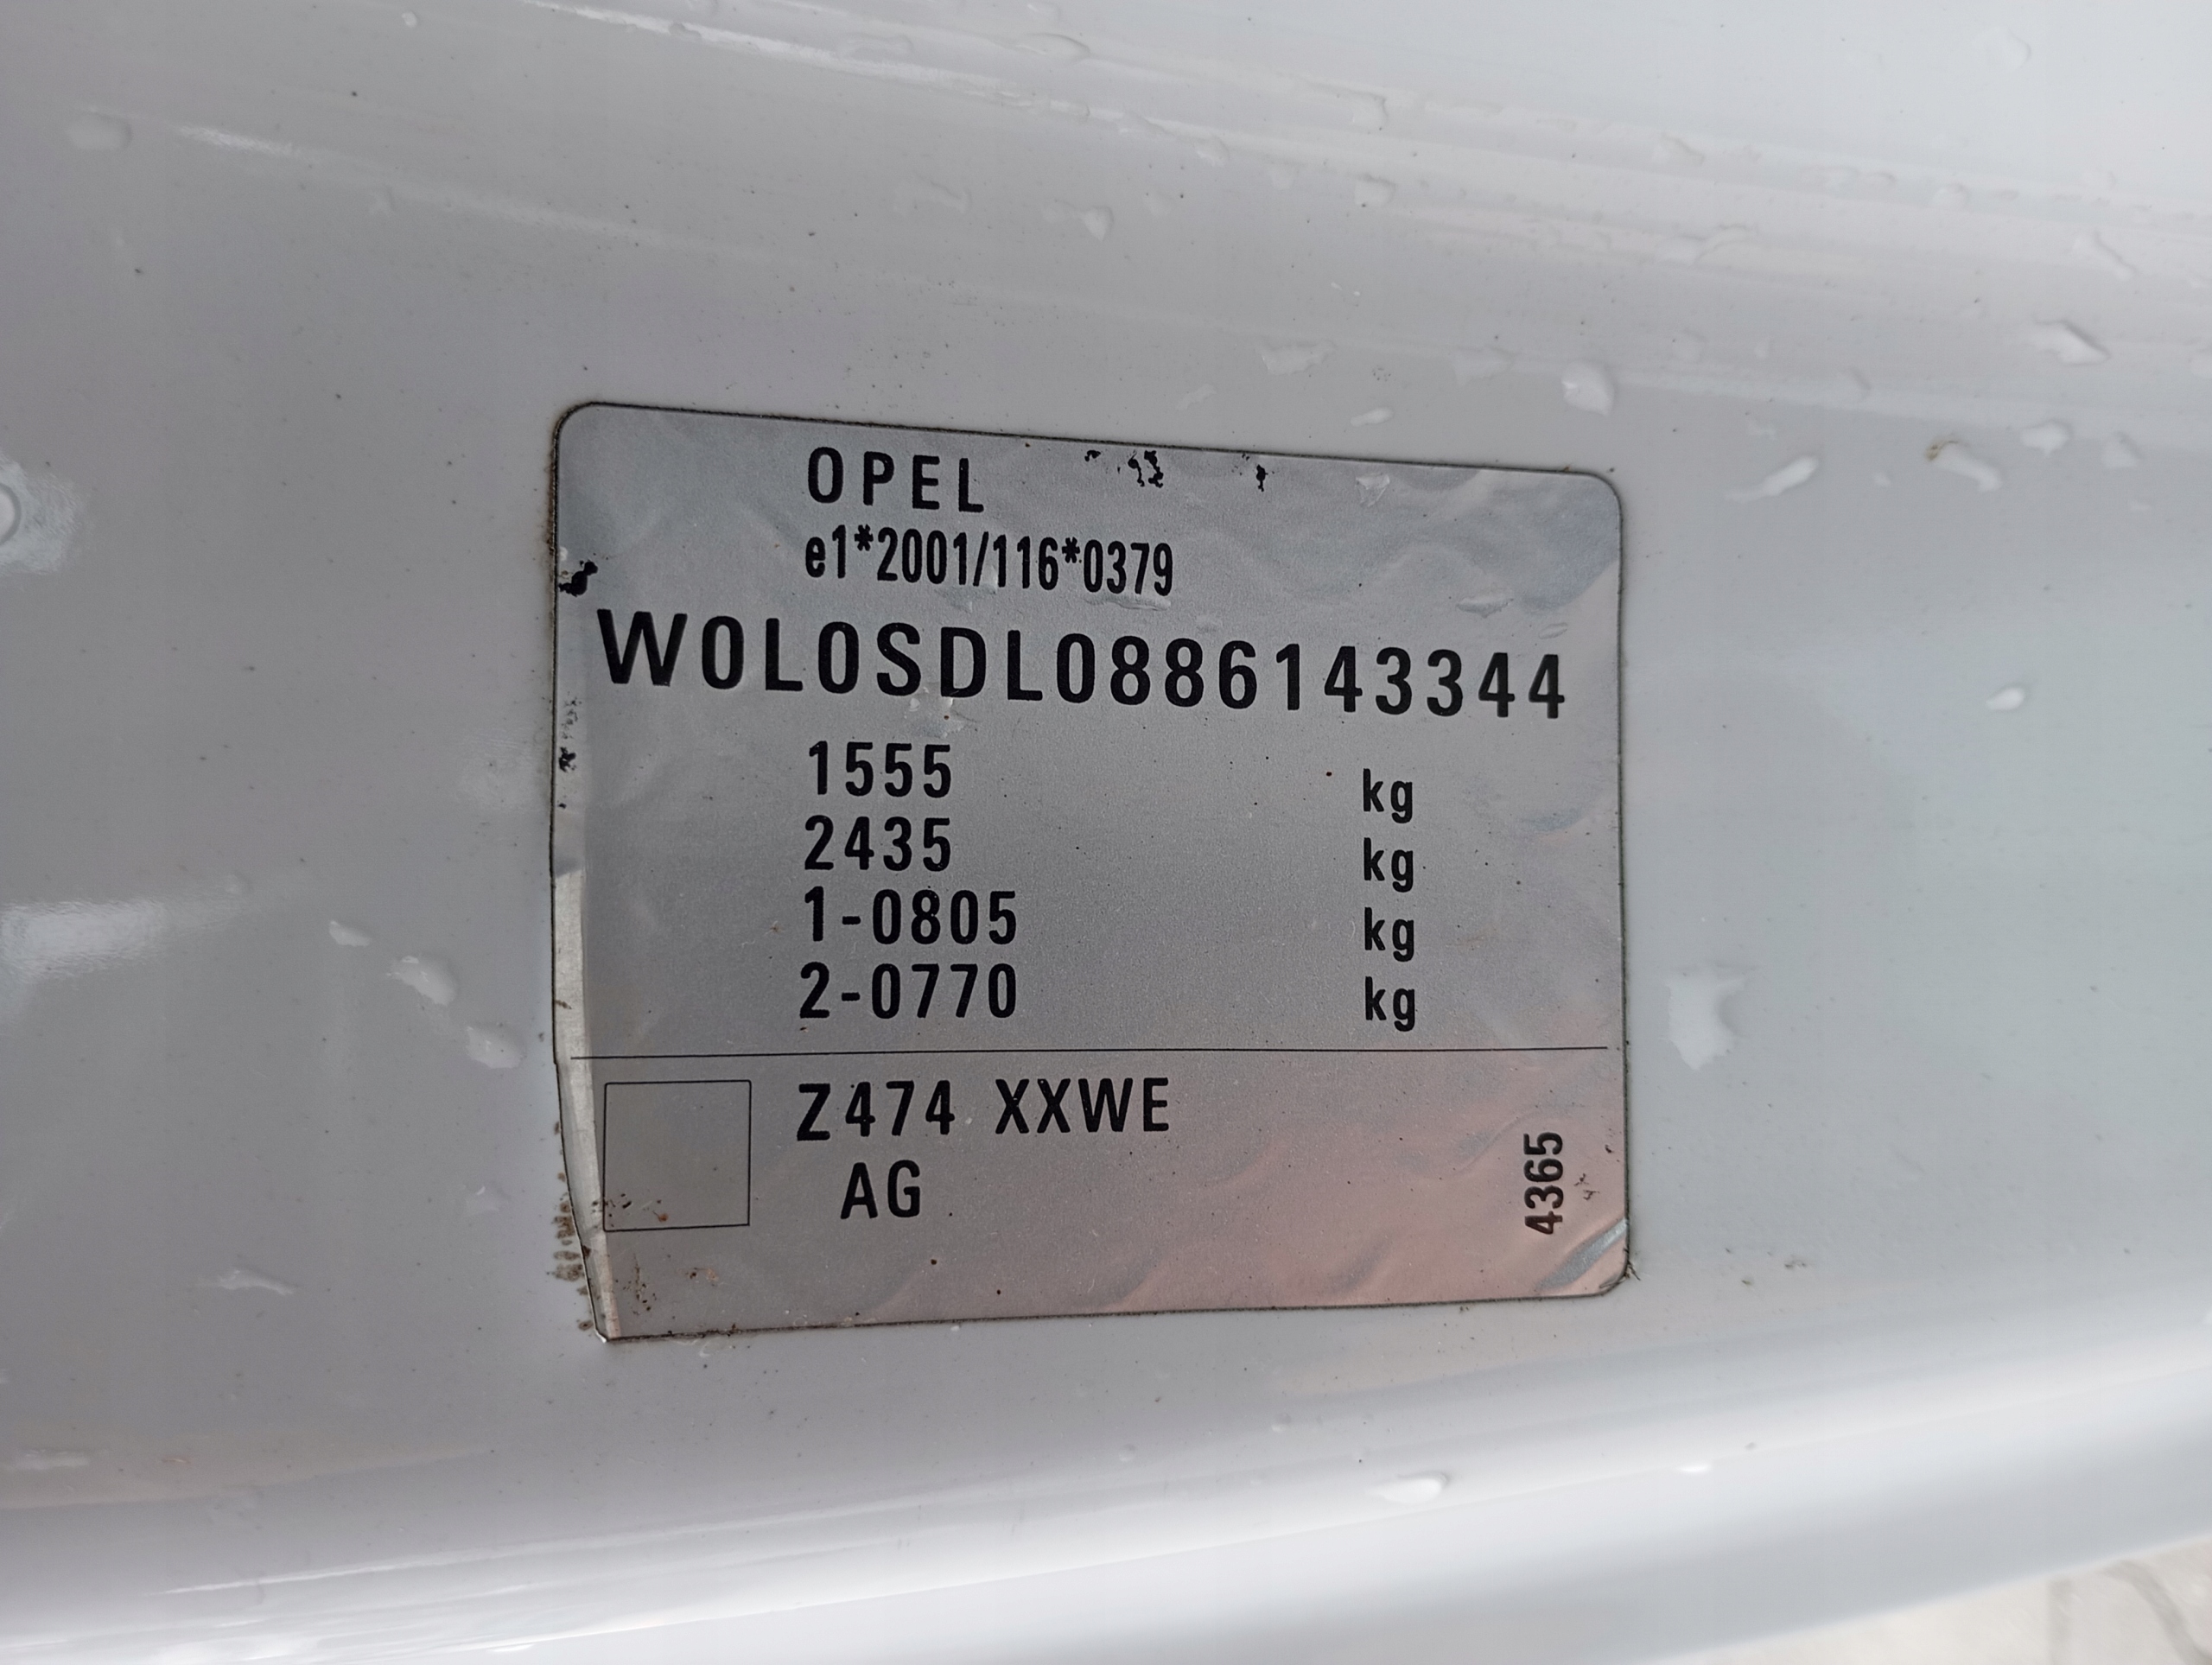 OPEL
e1*2001/116*0379
W0L0SDL0886143344
1555 kg
2435 kg
1-0805 kg
2-0770 kg
Z474 XXWE
AG
4365